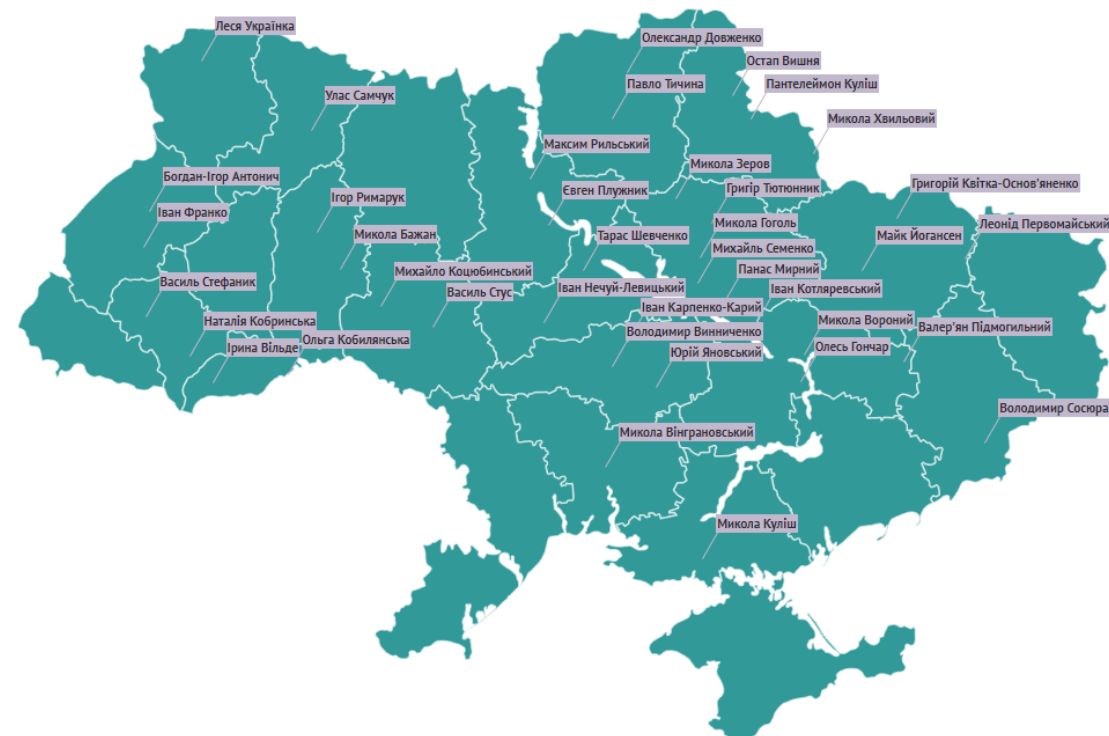 Леся Українка
Олександр Довженко
Остап Вишня
Павло Тичина
Пантелеймон Куліш
Улас Самчук
Микола Хвильовий
Максим Рильський
Микола Зеров
Богдан-Ігор Антонич
Григорій Квітка-Основ'яненко
Євген Плужник
Григір Тютюнник
Ігор Римарук
Іван Франко
Микола Гоголь
Леонід Первомайський
Микола Бажан
Тарас Шевченко
Майк Йогансен
Михайль Семенко
Михайло Коцюбинський
Панас Мирний
Василь Стефаник
Іван Нечуй-Левицький
Іван Котляревський
Василь Стус
Іван Карпенко-Карий
Наталія Кобринська
Микола Вороний
Валер'ян Підмогильний
Володимир Винниченко
Ольга Кобилянська
Ірина Вільде
Олесь Гончар
Юрій Яновський
Володимир Сосюра
Микола Вінграновський
Микола Куліш